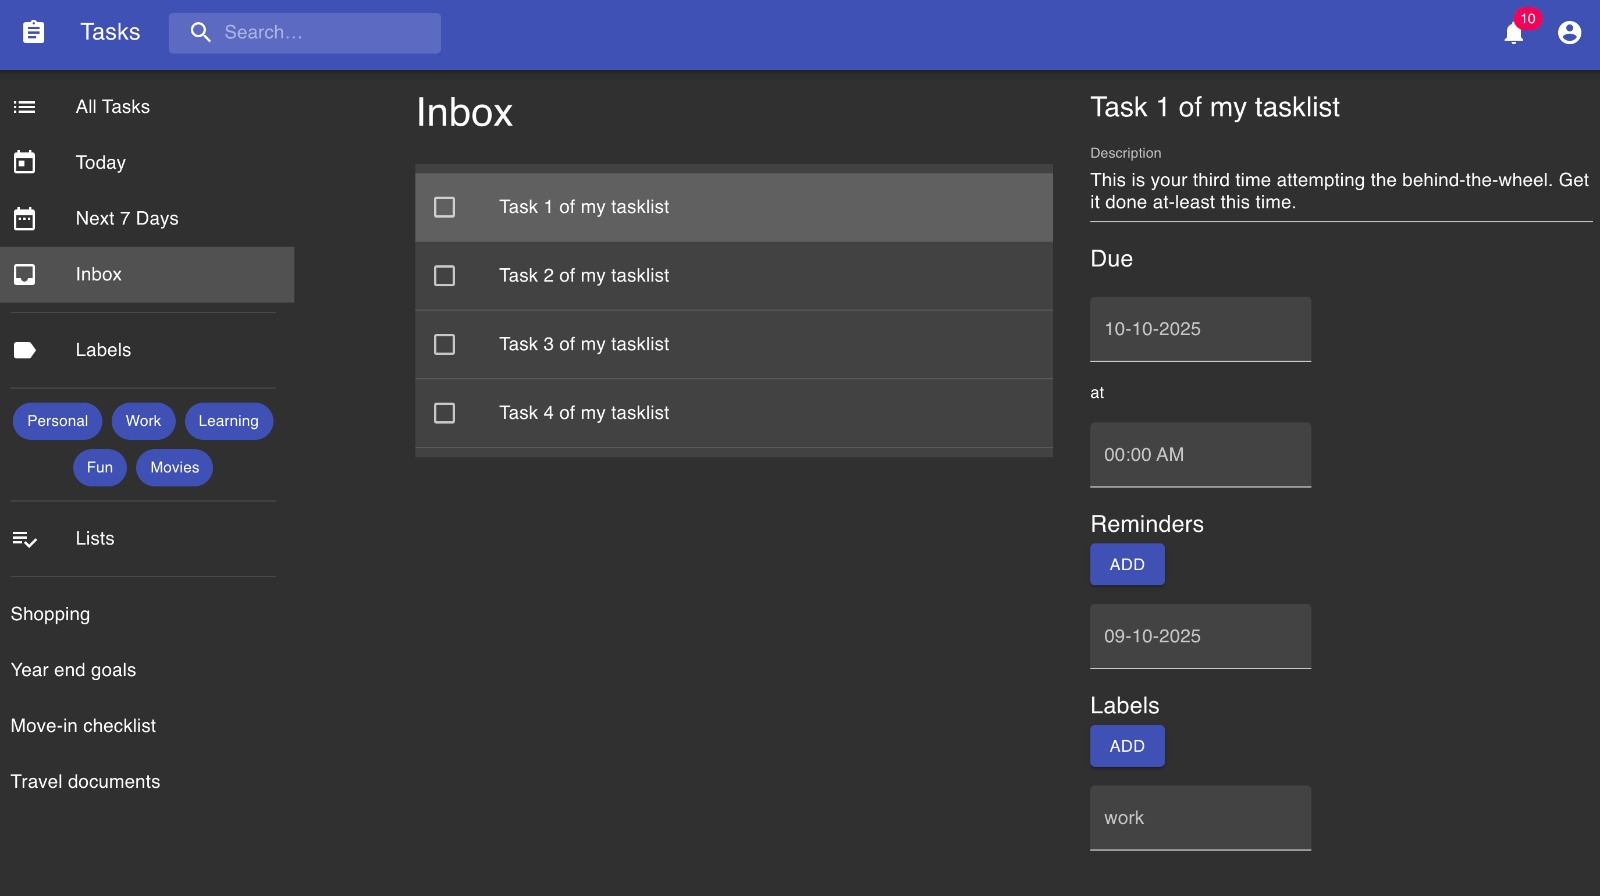 Tasks
Search…
10
All Tasks
Today
Next 7 Days
Inbox
Labels
Personal
Work
Learning
Fun
Movies
Lists
Shopping
Year end goals
Move-in checklist
Travel documents
Inbox
Task 1 of my tasklist
Task 2 of my tasklist
Task 3 of my tasklist
Task 4 of my tasklist
Task 1 of my tasklist
Description
This is your third time attempting the behind-the-wheel. Get
it done at-least this time.
Due
10-10-2025
at
00:00 AM
Reminders
ADD
09-10-2025
Labels
ADD
work